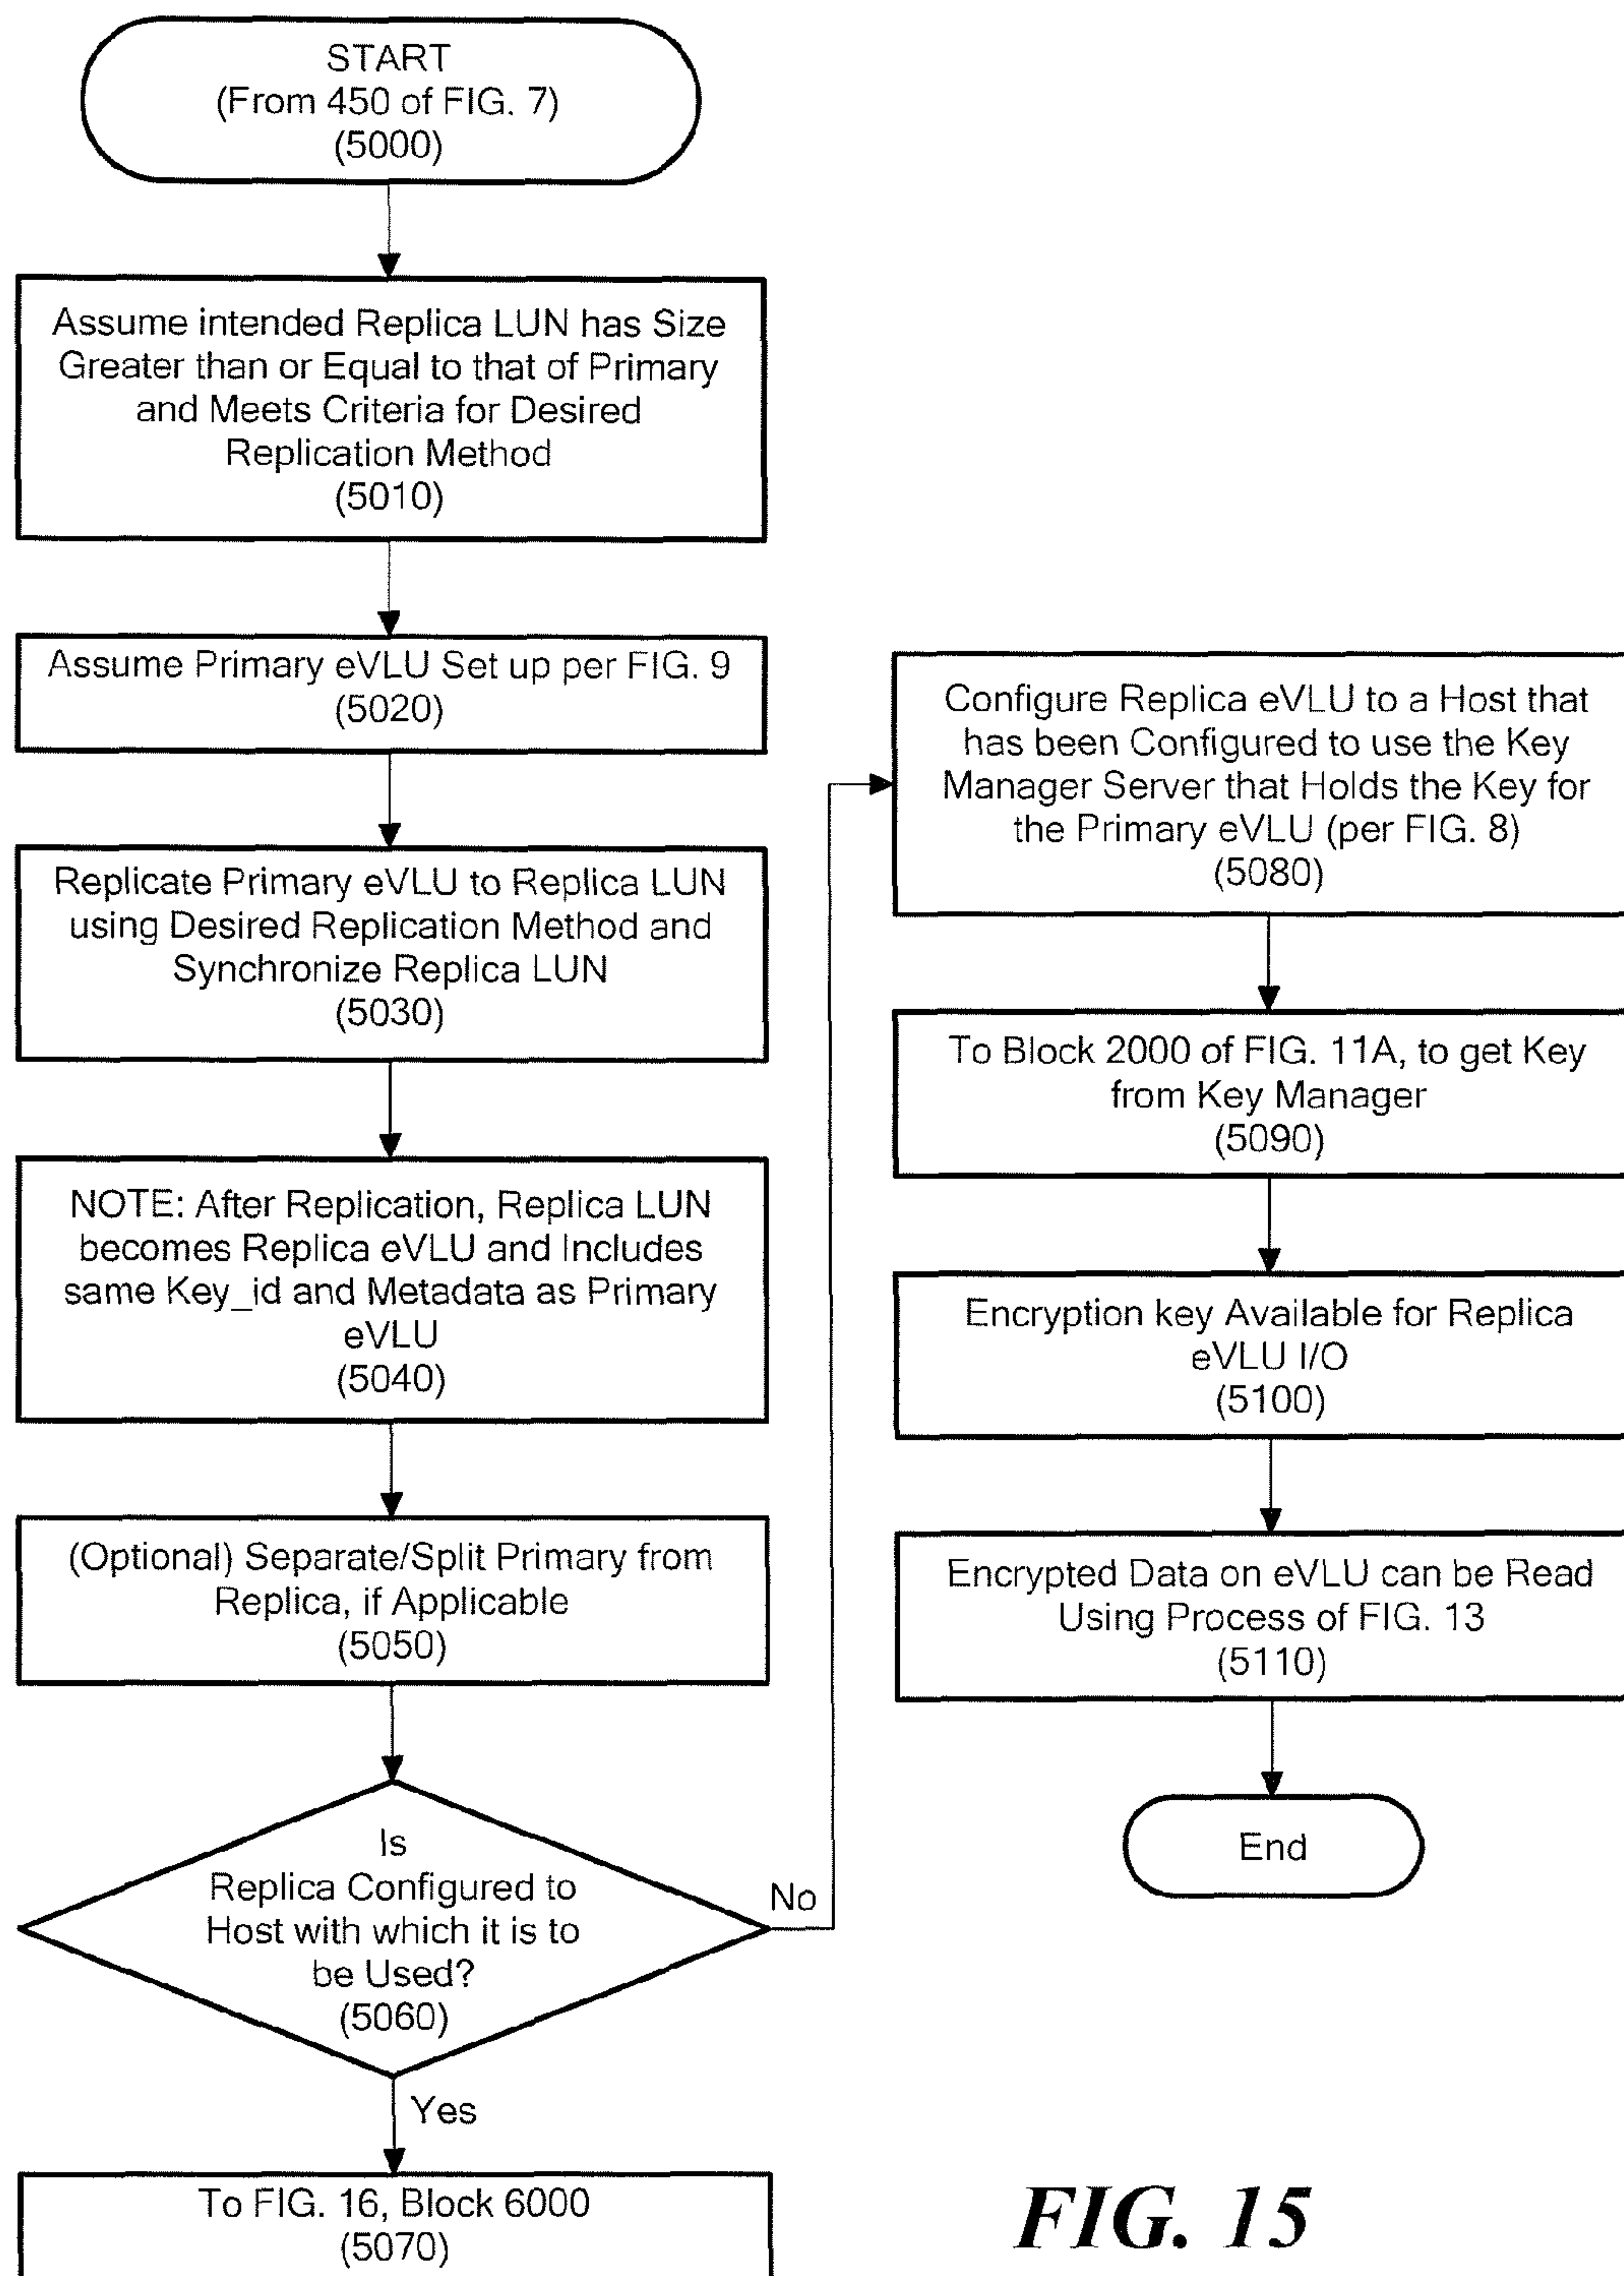 START
(From 450 of FIG. 7)
(5000)
Assume intended Replica LUN has Size
Greater than or Equal to that of Primary
and Meets Criteria for Desired
Replication Method
(5010)
Assume Primary eVLU Set up per FIG. 9
(5020)
Replicate Primary eVLU to Replica LUN
using Desired Replication Method and
Synchronize Replica LUN
(5030)
NOTE: After Replication, Replica LUN
becomes Replica eVLU and Includes
same Key_id and Metadata as Primary
eVLU
(5040)
(Optional) Separate/Split Primary from
Replica, if Applicable
(5050)
Is
Replica Configured to
Host with which it is to
be Used?
(5060)
No
Yes
To FIG. 16, Block 6000
(5070)
Configure Replica eVLU to a Host that
has been Configured to use the Key
Manager Server that Holds the Key for
the Primary eVLU (per FIG. 8)
(5080)
To Block 2000 of FIG. 11A, to get Key
from Key Manager
(5090)
Encryption key Available for Replica
eVLU I/O
(5100)
Encrypted Data on eVLU can be Read
Using Process of FIG. 13
(5110)
End
FIG. 15